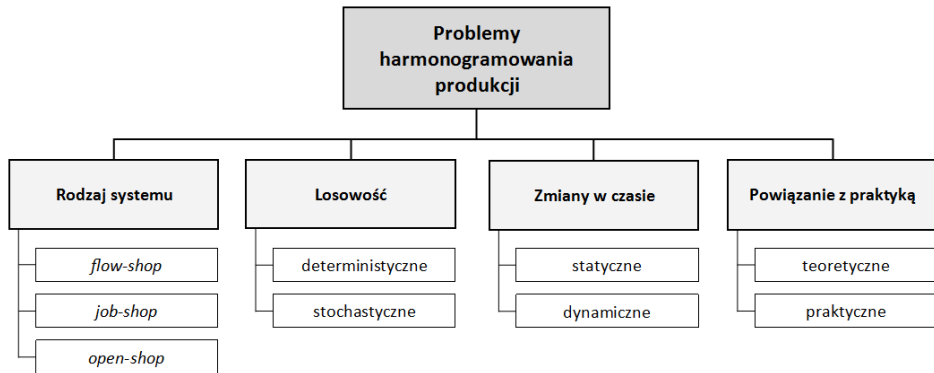 Problemy
harmonogramowania
produkcji
Rodzaj systemu
flow-shop
job-shop
open-shop
Losowość
deterministyczne
stochastyczne
Zmiany w czasie
statyczne
dynamiczne
Powiązanie z praktyką
teoretyczne
praktyczne